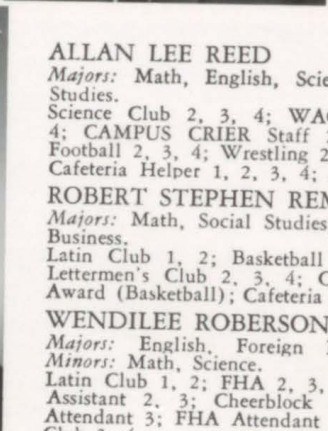 ALLAN LEE REED
Majors: Math, English,
Studies.
Science Club 2, 3, 4;
4; CAMPUS CRIER Staff
Football 2, 3, 4; Wrestling 2
Cafeteria Helper 1, 2, 3, 4;
ROBERT STEPHEN
Majors: Math, Social Studies
Business.
Latin Club 1, 2; Basketball
Lettermen's Club 2, 3, 4;
Award (Basketball); Cafeteria
WENDILEE ROBERSON
Majors: English, Foreign
Minors: Math, Science.
Latin Club 1, 2; FHA 2, 3,
Assistant 2, 3; Cheerblock
Attendant 3; FHA Attendant